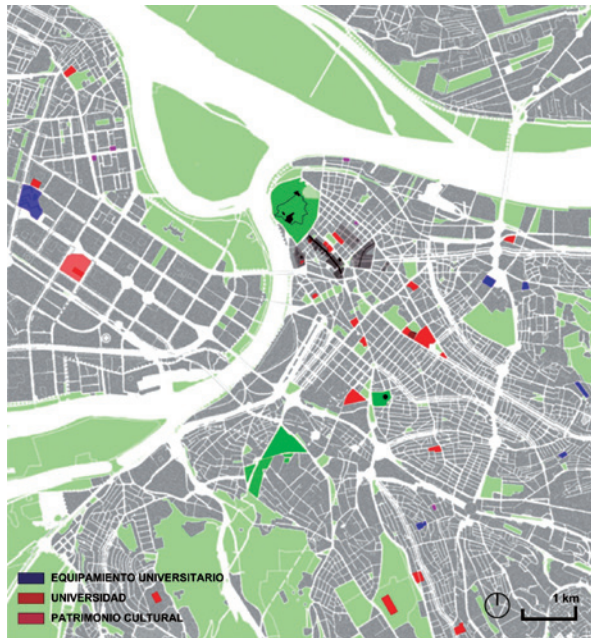 EQUIPAMIENTO UNIVERSITARIO
UNIVERSIDAD
PATRIMONIO CULTURAL
1 km